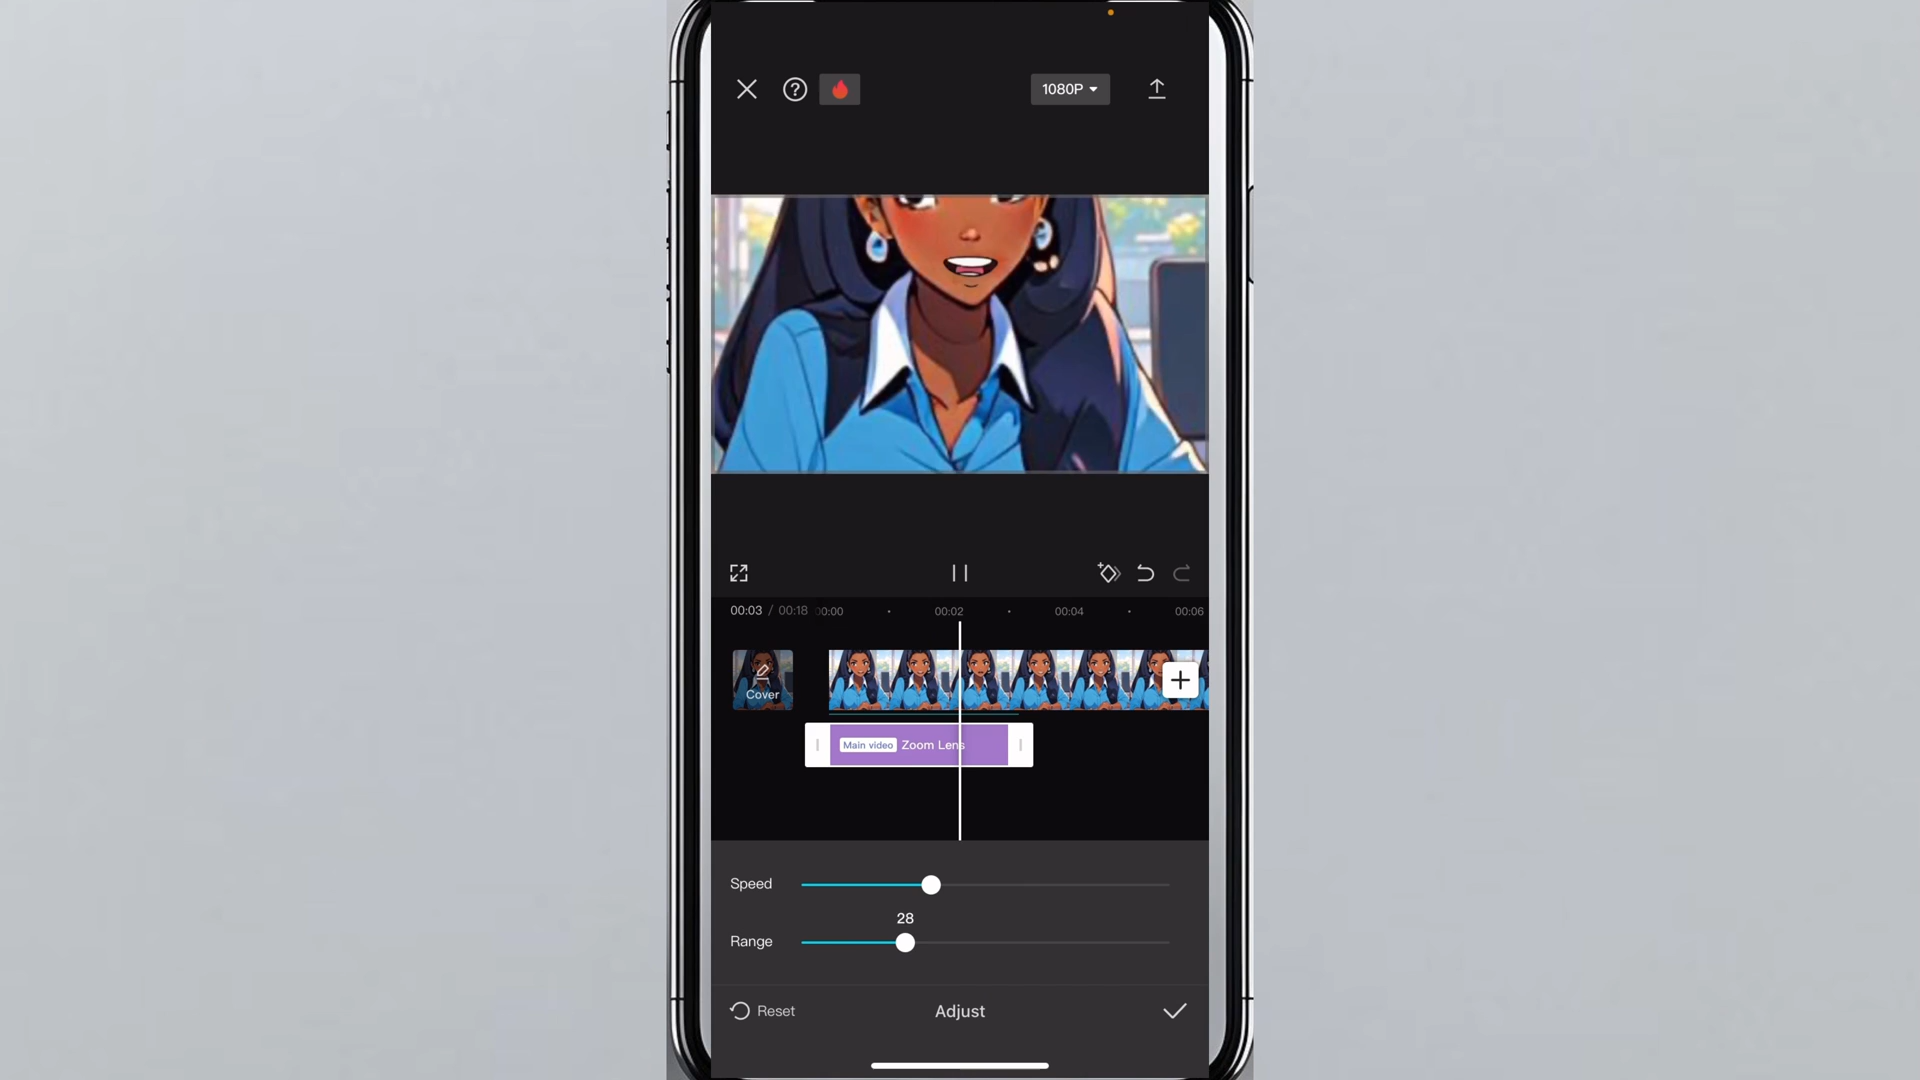 1080P
00:03 / 00:18 00:00 00:02 00:04 00:06
Cover
Main video Zoom Lens
Speed
28
Range
Reset Adjust